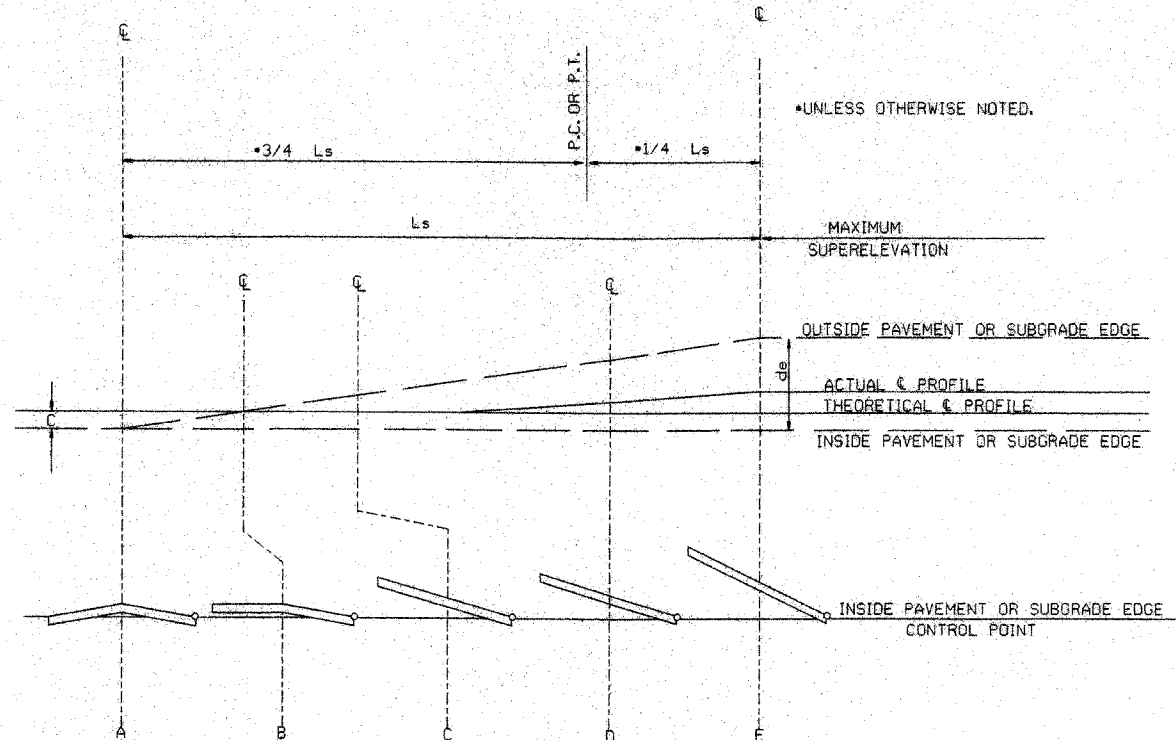 ℄
℄
P.C. OR P.T.
*UNLESS OTHERWISE NOTED.
*3/4 Ls
*1/4 Ls
Ls
MAXIMUM
SUPERELEVATION
℄
℄
℄
OUTSIDE PAVEMENT OR SUBGRADE EDGE
de
ACTUAL ℄ PROFILE
THEORETICAL ℄ PROFILE
C
INSIDE PAVEMENT OR SUBGRADE EDGE
INSIDE PAVEMENT OR SUBGRADE EDGE
CONTROL POINT
A B C D E